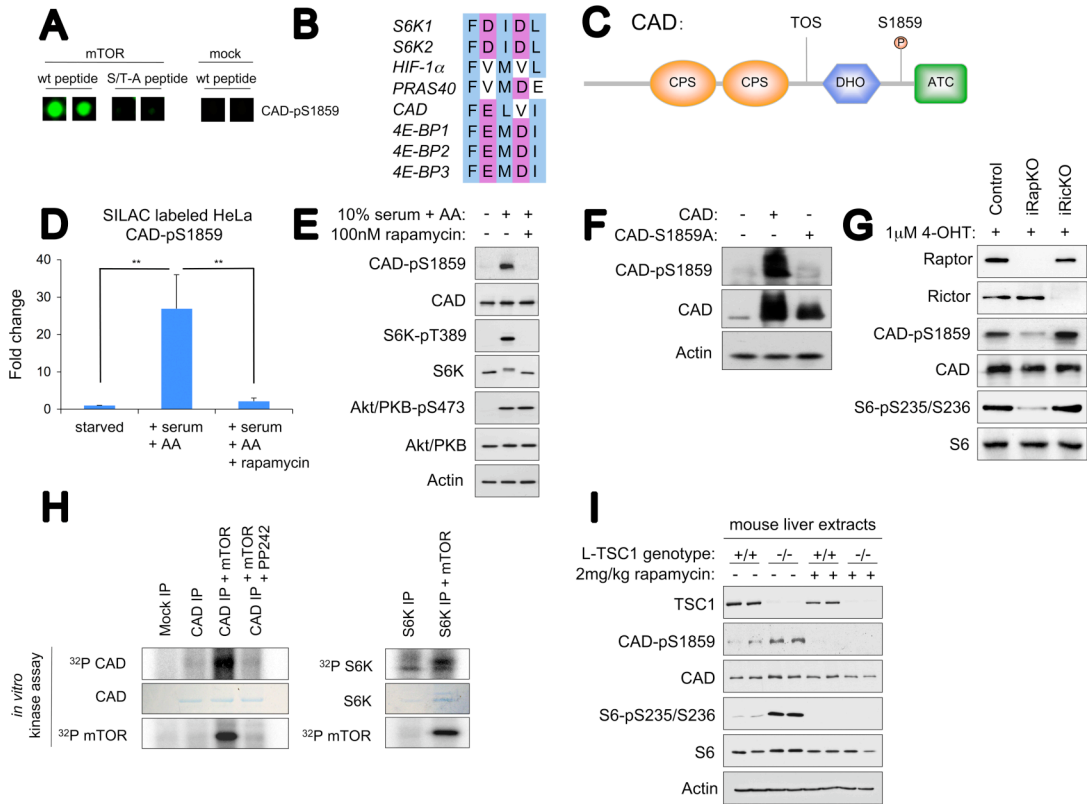 A
mTOR
mock
wt peptide
S/T-A peptide
wt peptide
CAD-pS1859
B
S6K1 F D I D L
S6K2 F D I D L
HIF-1α F V M V L
PRAS40 F V M D E
CAD F E L V I
4E-BP1 F E M D I
4E-BP2 F E M D I
4E-BP3 F E M D I
C
CAD:
TOS
S1859
P
CPS
CPS
DHO
ATC
D
SILAC labeled HeLa
CAD-pS1859
**
**
Fold change
40
30
20
10
0
starved
+ serum
+ AA
+ serum
+ AA
+ rapamycin
E
10% serum + AA: - + +
100nM rapamycin: - - +
CAD-pS1859
CAD
S6K-pT389
S6K
Akt/PKB-pS473
Akt/PKB
Actin
F
CAD: - + -
CAD-S1859A: - - +
CAD-pS1859
CAD
Actin
G
Control
iRapKO
iRicKO
1μM 4-OHT: + + +
Raptor
Rictor
CAD-pS1859
CAD
S6-pS235/S236
S6
H
Mock IP
CAD IP
CAD IP + mTOR
CAD IP + mTOR
+ PP242
in vitro
kinase assay
32P CAD
CAD
32P mTOR
S6K IP
S6K IP + mTOR
32P S6K
S6K
32P mTOR
I
mouse liver extracts
L-TSC1 genotype: +/+ -/- +/+ -/-
2mg/kg rapamycin: - - - - + + + +
TSC1
CAD-pS1859
CAD
S6-pS235/S236
S6
Actin